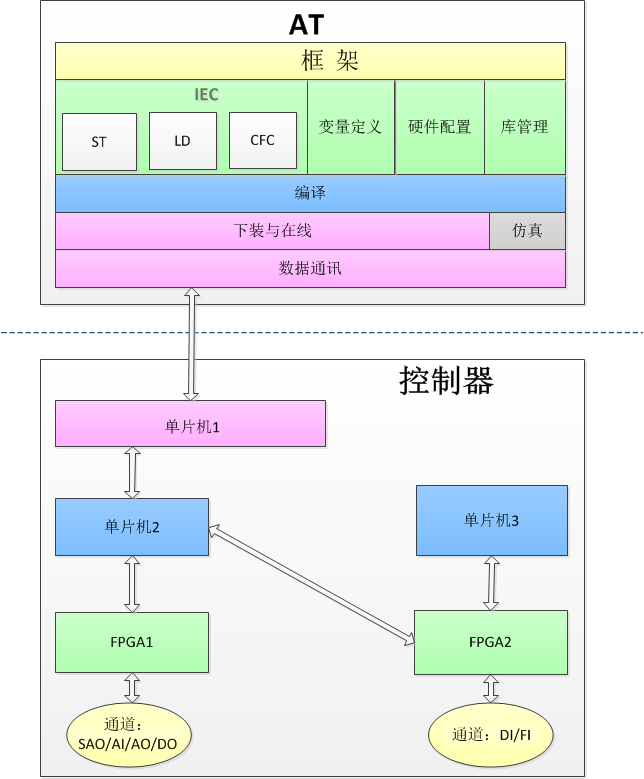 AT
框 架
IEC
ST
LD
CFC
变量定义
硬件配置
库管理
编译
下装与在线
仿真
数据通讯
控制器
单片机1
单片机2
单片机3
FPGA1
FPGA2
通道：
SAO/AI/AO/DO
通道：DI/FI